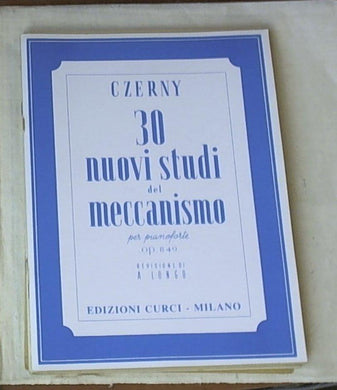 CZERNY
30
nuovi studi
del
meccanismo
per pianoforte
op. 849
REVISIONE DI
A. LONGO
EDIZIONI CURCI - MILANO